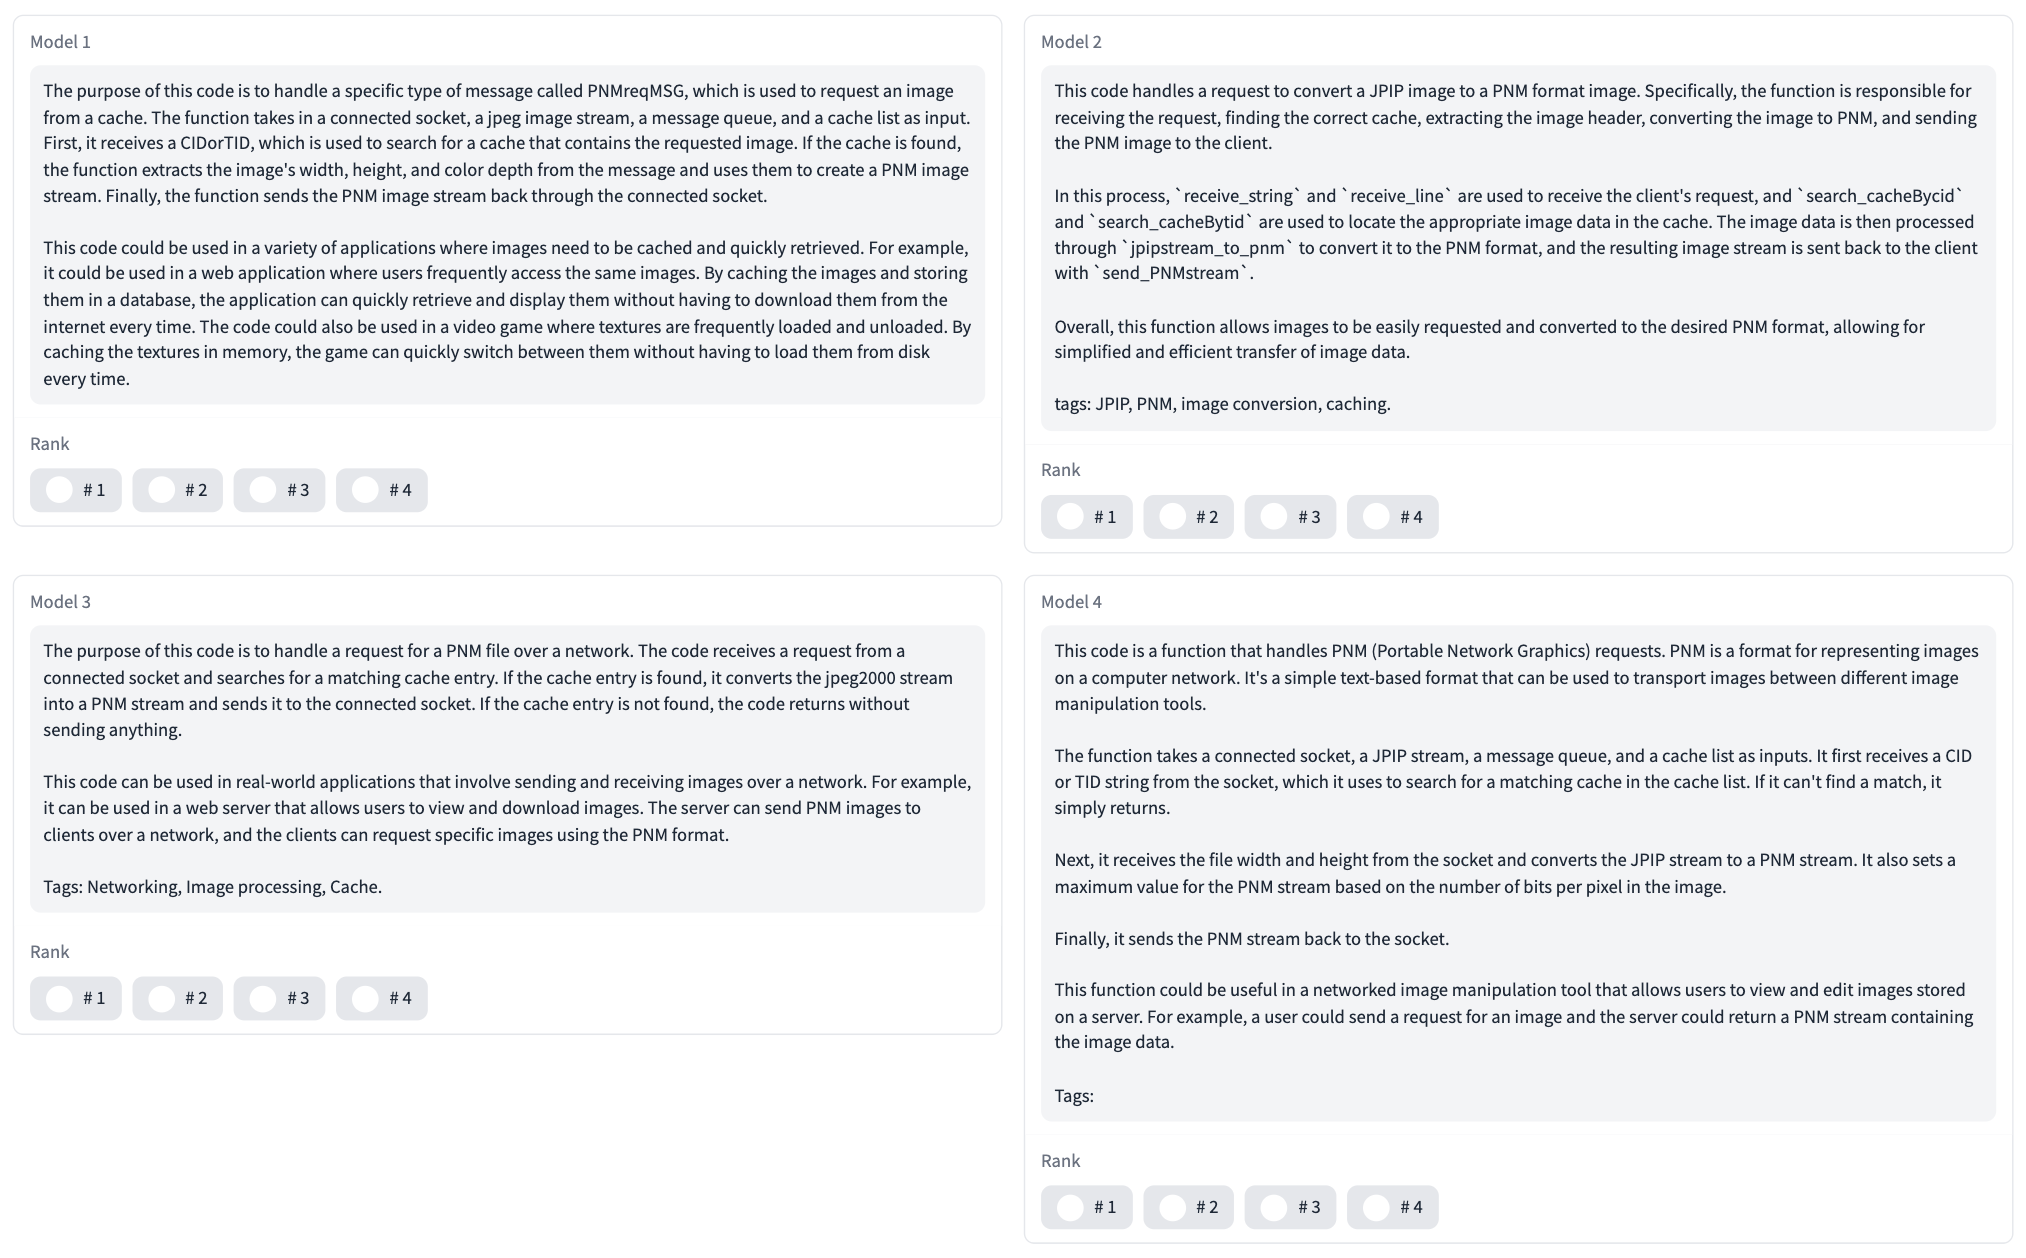 Model 1
The purpose of this code is to handle a specific type of message called PNMreqMSG, which is used to request an image
from a cache. The function takes in a connected socket, a jpeg image stream, a message queue, and a cache list as input.
First, it receives a CIDorTID, which is used to search for a cache that contains the requested image. If the cache is found,
the function extracts the image's width, height, and color depth from the message and uses them to create a PNM image
stream. Finally, the function sends the PNM image stream back through the connected socket.
This code could be used in a variety of applications where images need to be cached and quickly retrieved. For example,
it could be used in a web application where users frequently access the same images. By caching the images and storing
them in a database, the application can quickly retrieve and display them without having to download them from the
internet every time. The code could also be used in a video game where textures are frequently loaded and unloaded. By
caching the textures in memory, the game can quickly switch between them without having to load them from disk
every time.
Rank
# 1 # 2 # 3 # 4
Model 2
This code handles a request to convert a JPIP image to a PNM format image. Specifically, the function is responsible for
receiving the request, finding the correct cache, extracting the image header, converting the image to PNM, and sending
the PNM image to the client.
In this process, `receive_string` and `receive_line` are used to receive the client's request, and `search_cacheBycid`
and `search_cacheBytid` are used to locate the appropriate image data in the cache. The image data is then processed
through `jpipstream_to_pnm` to convert it to the PNM format, and the resulting image stream is sent back to the client
with `send_PNMstream`.
Overall, this function allows images to be easily requested and converted to the desired PNM format, allowing for
simplified and efficient transfer of image data.
tags: JPIP, PNM, image conversion, caching.
Rank
# 1 # 2 # 3 # 4
Model 3
The purpose of this code is to handle a request for a PNM file over a network. The code receives a request from a
connected socket and searches for a matching cache entry. If the cache entry is found, it converts the jpeg2000 stream
into a PNM stream and sends it to the connected socket. If the cache entry is not found, the code returns without
sending anything.
This code can be used in real-world applications that involve sending and receiving images over a network. For example,
it can be used in a web server that allows users to view and download images. The server can send PNM images to
clients over a network, and the clients can request specific images using the PNM format.
Tags: Networking, Image processing, Cache.
Rank
# 1 # 2 # 3 # 4
Model 4
This code is a function that handles PNM (Portable Network Graphics) requests. PNM is a format for representing images
on a computer network. It's a simple text-based format that can be used to transport images between different image
manipulation tools.
The function takes a connected socket, a JPIP stream, a message queue, and a cache list as inputs. It first receives a CID
or TID string from the socket, which it uses to search for a matching cache in the cache list. If it can't find a match, it
simply returns.
Next, it receives the file width and height from the socket and converts the JPIP stream to a PNM stream. It also sets a
maximum value for the PNM stream based on the number of bits per pixel in the image.
Finally, it sends the PNM stream back to the socket.
This function could be useful in a networked image manipulation tool that allows users to view and edit images stored
on a server. For example, a user could send a request for an image and the server could return a PNM stream containing
the image data.
Tags:
Rank
# 1 # 2 # 3 # 4